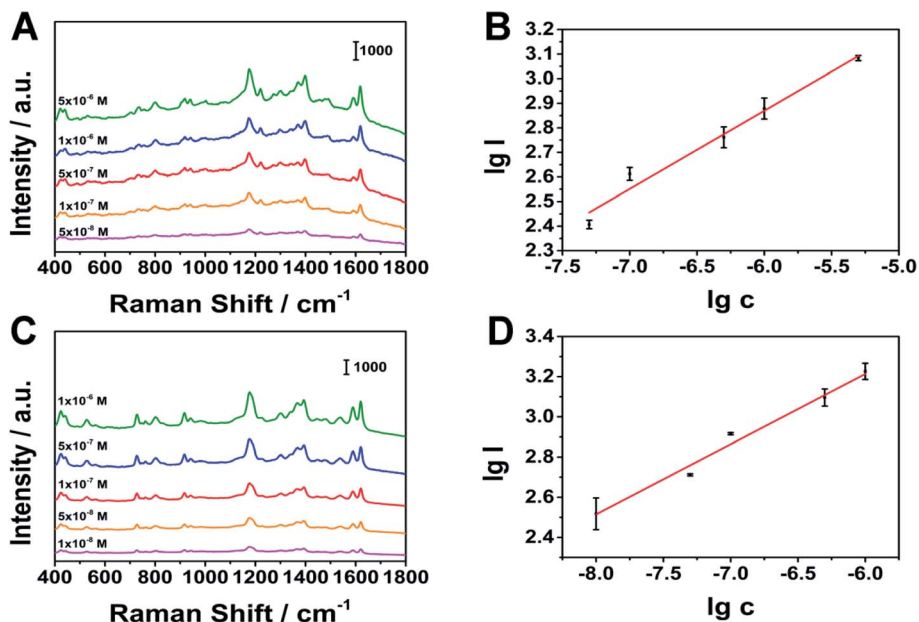 A
1000
5x10⁻⁶ M
1x10⁻⁶ M
5x10⁻⁷ M
1x10⁻⁷ M
5x10⁻⁸ M
Intensity / a.u.
400 600 800 1000 1200 1400 1600 1800
Raman Shift / cm⁻¹
B
3.2
3.1
3.0
2.9
2.8
2.7
2.6
2.5
2.4
2.3
lg I
-7.5 -7.0 -6.5 -6.0 -5.5 -5.0
lg c
C
1000
1x10⁻⁶ M
5x10⁻⁷ M
1x10⁻⁷ M
5x10⁻⁸ M
1x10⁻⁸ M
Intensity / a.u.
400 600 800 1000 1200 1400 1600 1800
Raman Shift / cm⁻¹
D
3.4
3.2
3.0
2.8
2.6
2.4
lg I
-8.0 -7.5 -7.0 -6.5 -6.0
lg c